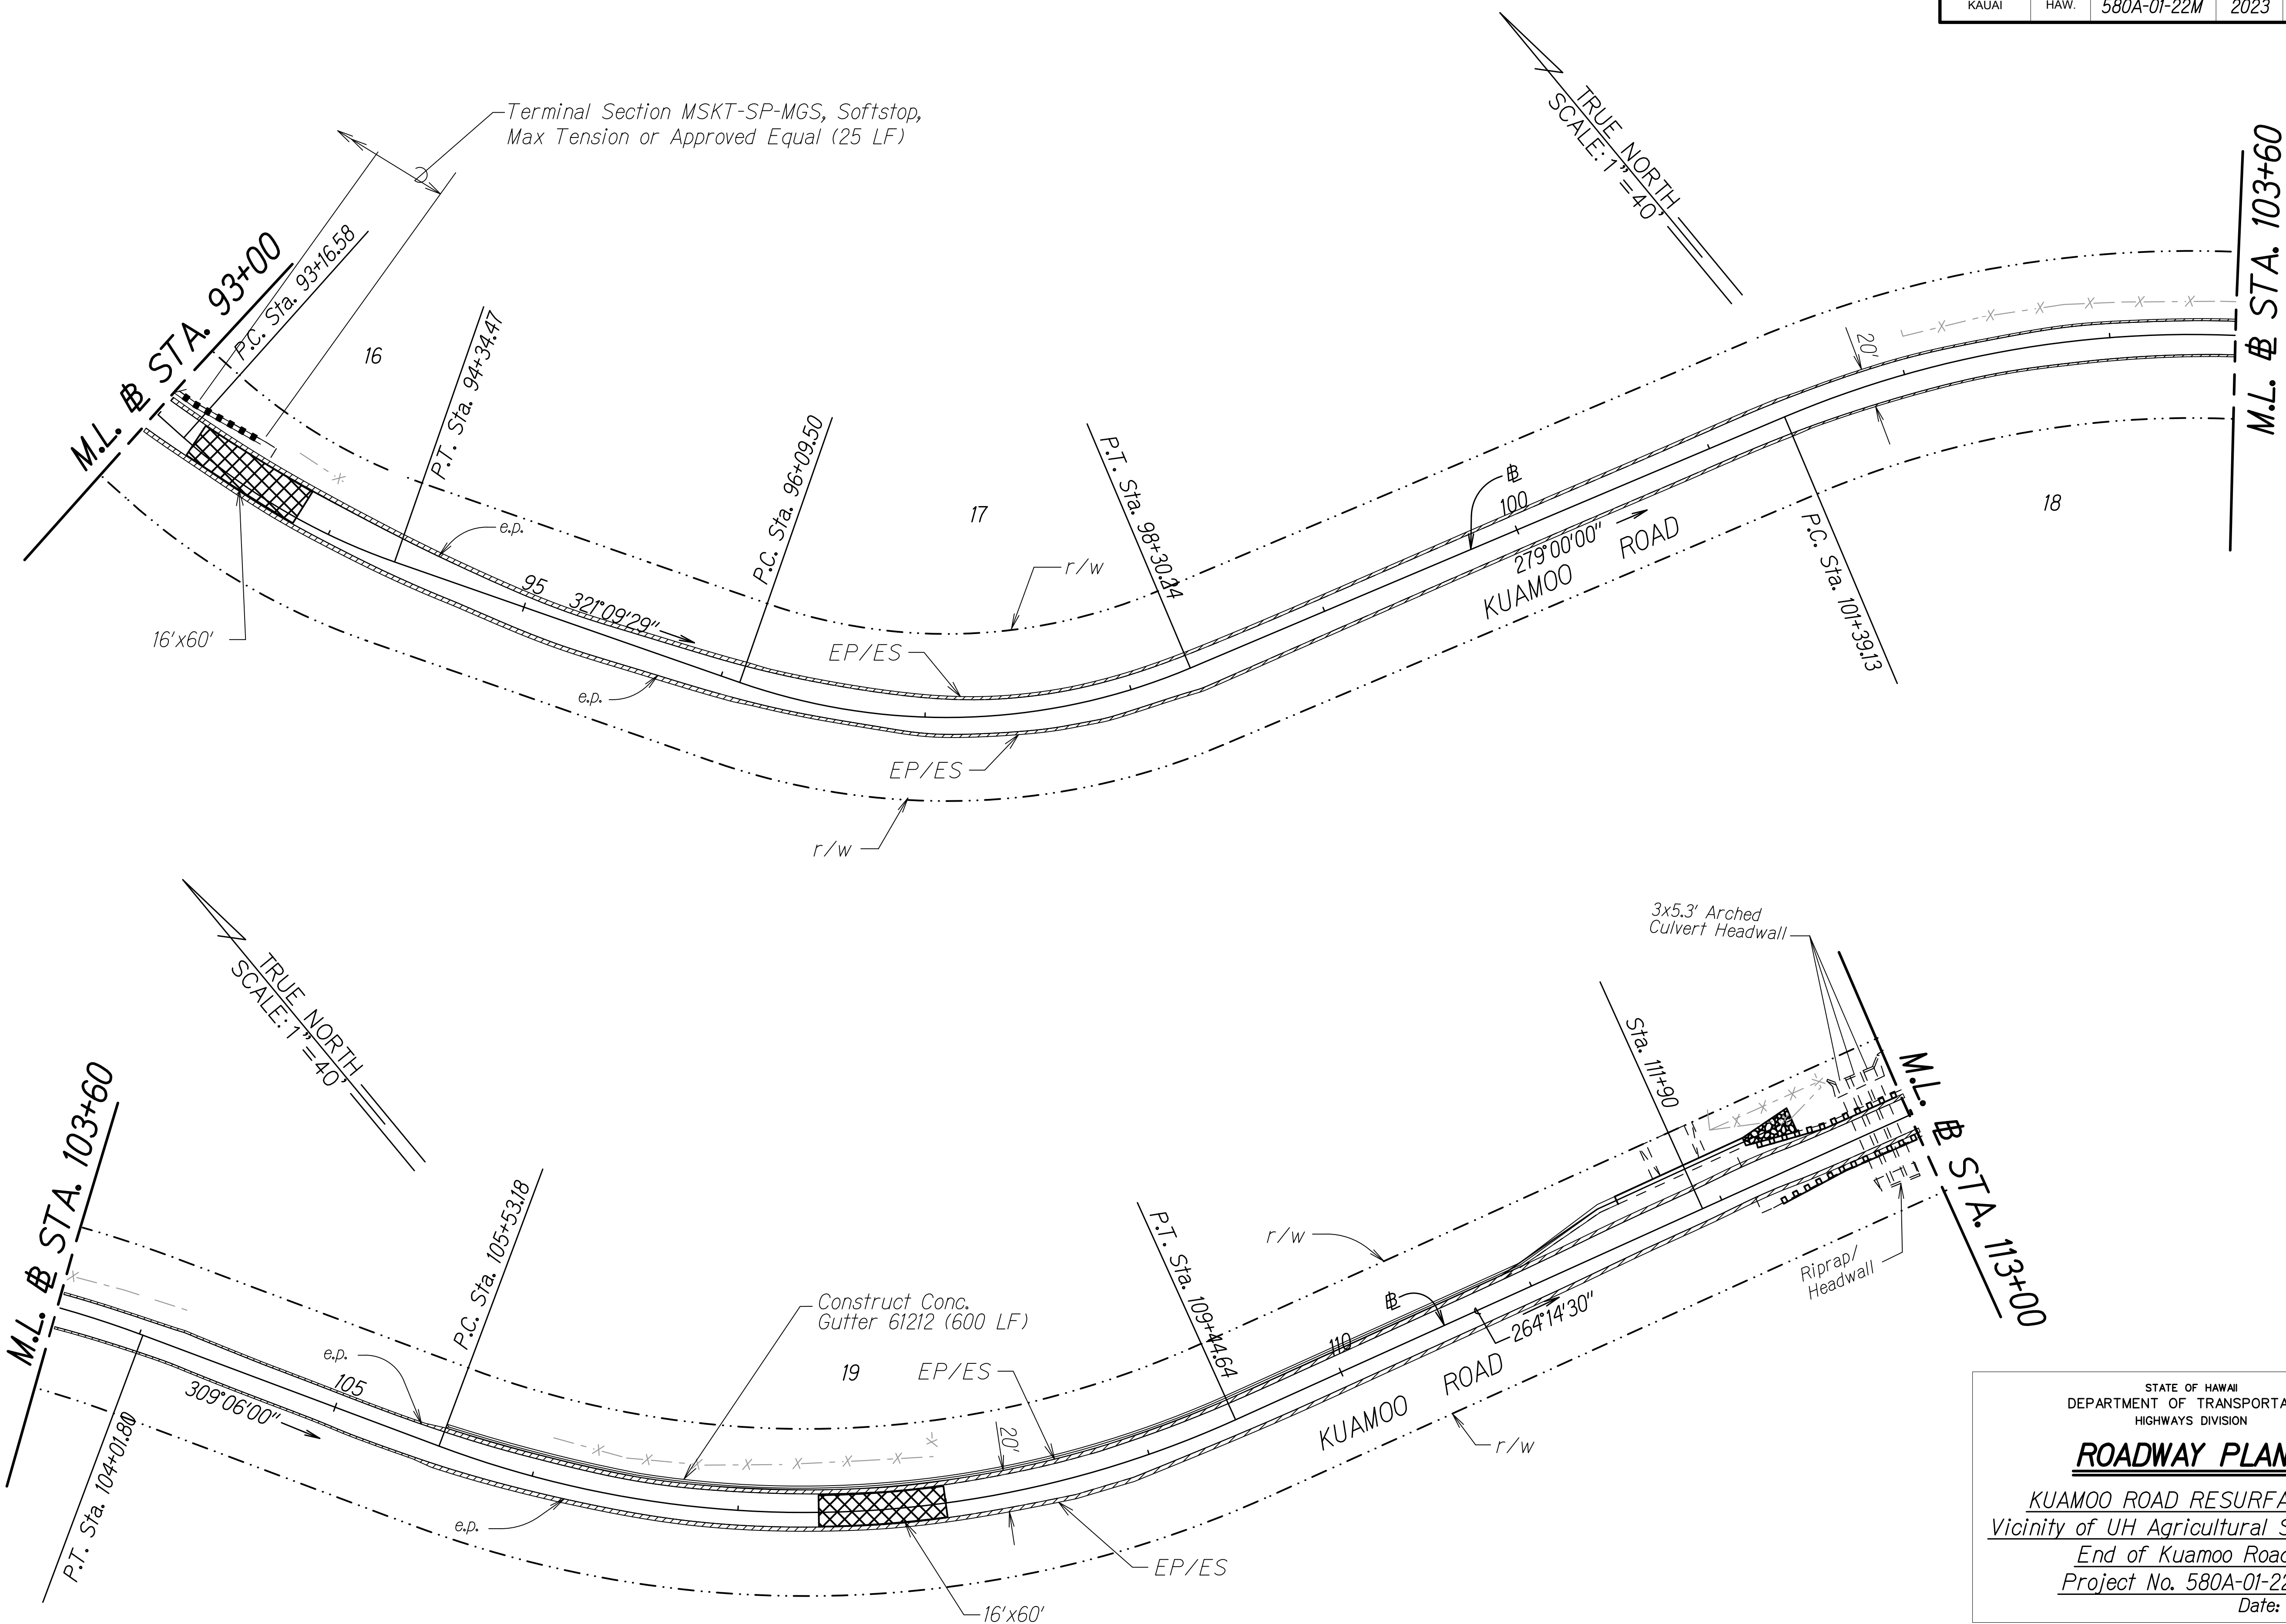 KAUAI HAW. 580A-01-22M 2023
Terminal Section MSKT-SP-MGS, Softstop,
Max Tension or Approved Equal (25 LF)
TRUE NORTH
SCALE: 1"=40'
M.L. ⅊ STA. 93+00
P.C. Sta. 93+16.58
16
P.T. Sta. 94+34.47
e.p.
95
321°09'29"
16'x60'
e.p.
P.C. Sta. 96+09.50
17
EP/ES
r/w
EP/ES
r/w
P.T. Sta. 98+30.24
100
279°00'00"
KUAMOO ROAD
20'
P.C. Sta. 101+39.13
18
M.L. ⅊ STA. 103+60
TRUE NORTH
SCALE: 1"=40'
M.L. ⅊ STA. 103+60
P.T. Sta. 104+01.80
309°06'00"
105
e.p.
e.p.
P.C. Sta. 105+53.18
Construct Conc.
Gutter 61212 (600 LF)
19
EP/ES
20'
16'x60'
EP/ES
P.T. Sta. 109+44.64
r/w
110
264°14'30"
KUAMOO ROAD
r/w
Sta. 111+90
3x5.3' Arched
Culvert Headwall
Riprap/
Headwall
M.L. ⅊ STA. 113+00
STATE OF HAWAII
DEPARTMENT OF TRANSPORTA
HIGHWAYS DIVISION
ROADWAY PLAN
KUAMOO ROAD RESURFA
Vicinity of UH Agricultural S
End of Kuamoo Road
Project No. 580A-01-22
Date: